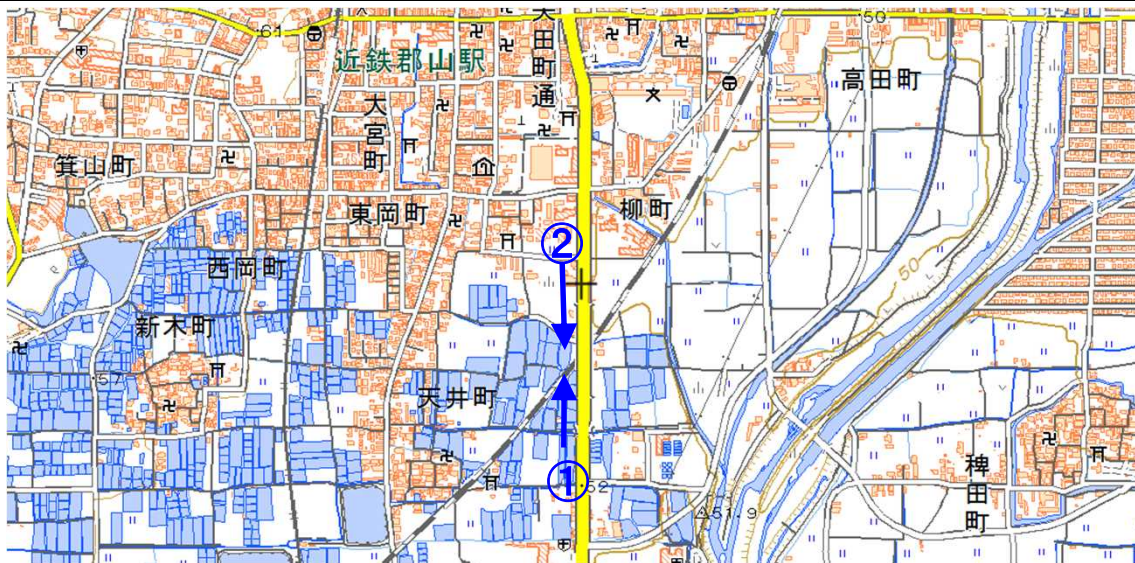 50
61
近鉄郡山駅
矢田町通
高田町
大宮町
箕山町
柳町
東岡町
②
西岡町
50
新木町
57
天井町
稗田町
①
52
51.9